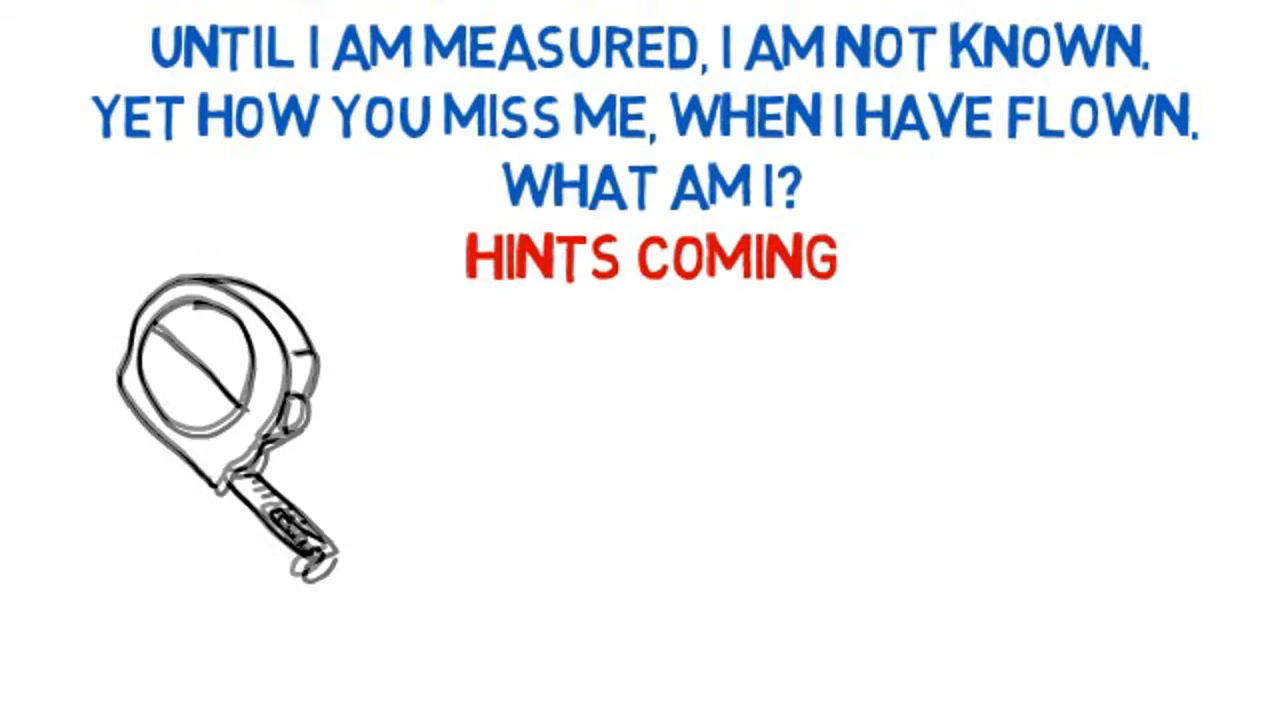 UNTIL I AM MEASURED, I AM NOT KNOWN.
YET HOW YOU MISS ME, WHEN I HAVE FLOWN.
WHAT AM I?
HINTS COMING